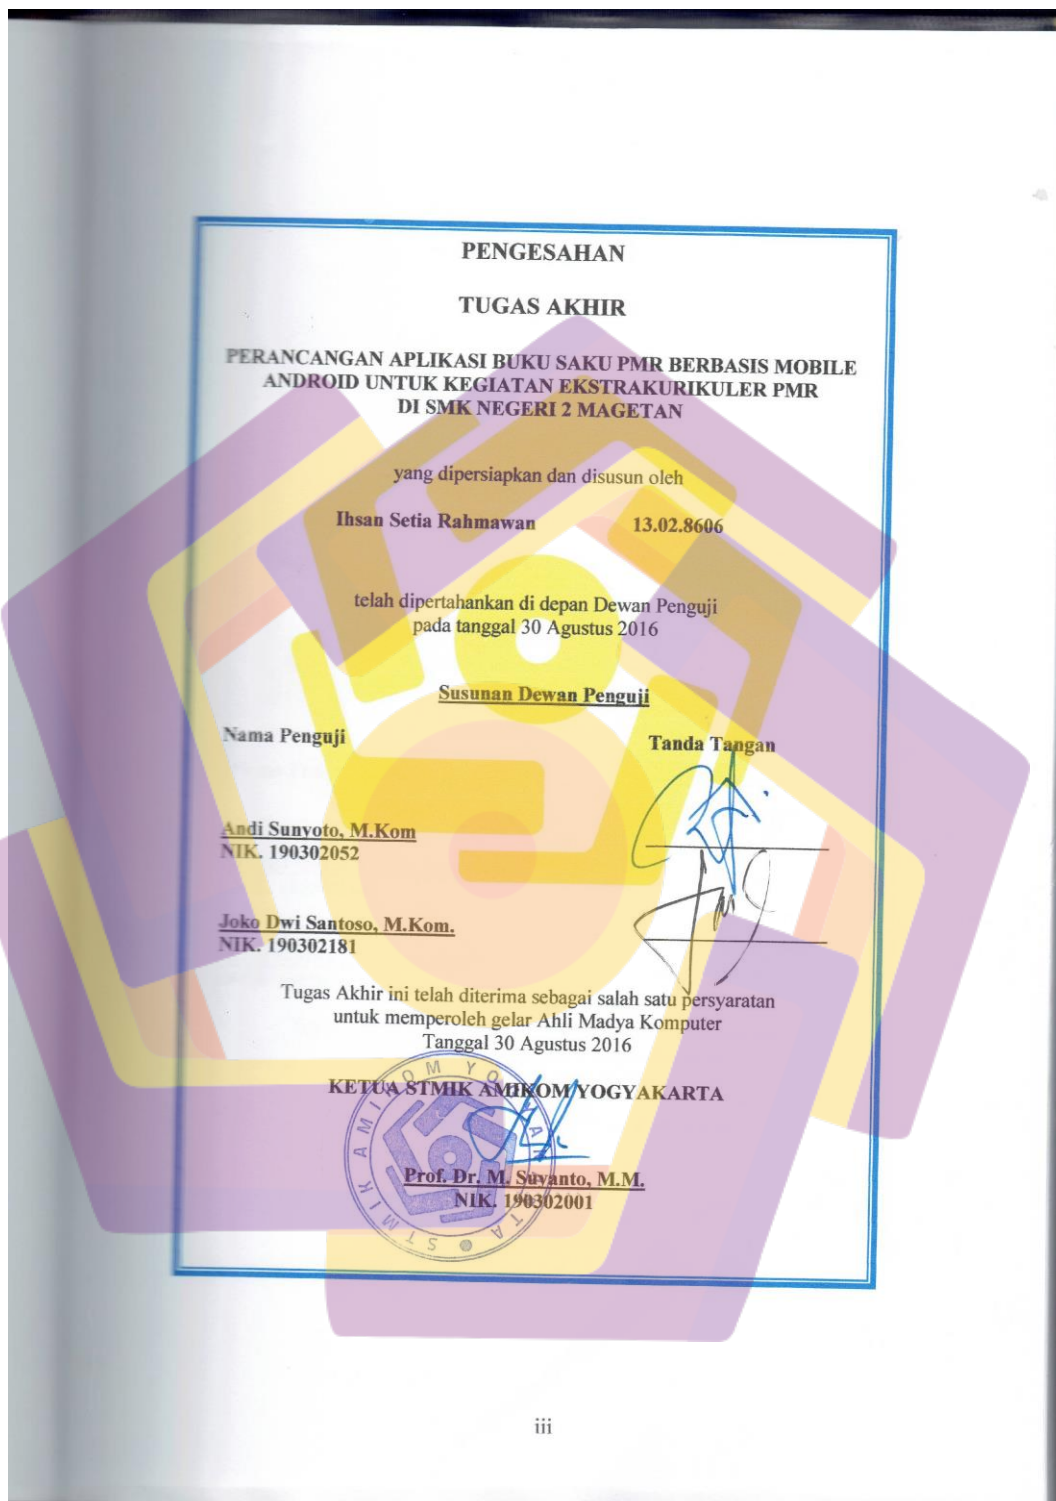 PENGESAHAN
TUGAS AKHIR
PERANCANGAN APLIKASI BUKU SAKU PMR BERBASIS MOBILE
ANDROID UNTUK KEGIATAN EKSTRAKURIKULER PMR
DI SMK NEGERI 2 MAGETAN
yang dipersiapkan dan disusun oleh
Ihsan Setia Rahmawan 13.02.8606
telah dipertahankan di depan Dewan Penguji
pada tanggal 30 Agustus 2016
Susunan Dewan Penguji
Nama Penguji Tanda Tangan
Andi Sunyoto, M.Kom
NIK. 190302052
Joko Dwi Santoso, M.Kom.
NIK. 190302181
Tugas Akhir ini telah diterima sebagai salah satu persyaratan
untuk memperoleh gelar Ahli Madya Komputer
Tanggal 30 Agustus 2016
KETUA STMIK AMIKOM YOGYAKARTA
STMIK AMIKOM YOGYAKARTA
Prof. Dr. M. Suyanto, M.M.
NIK. 190302001
iii